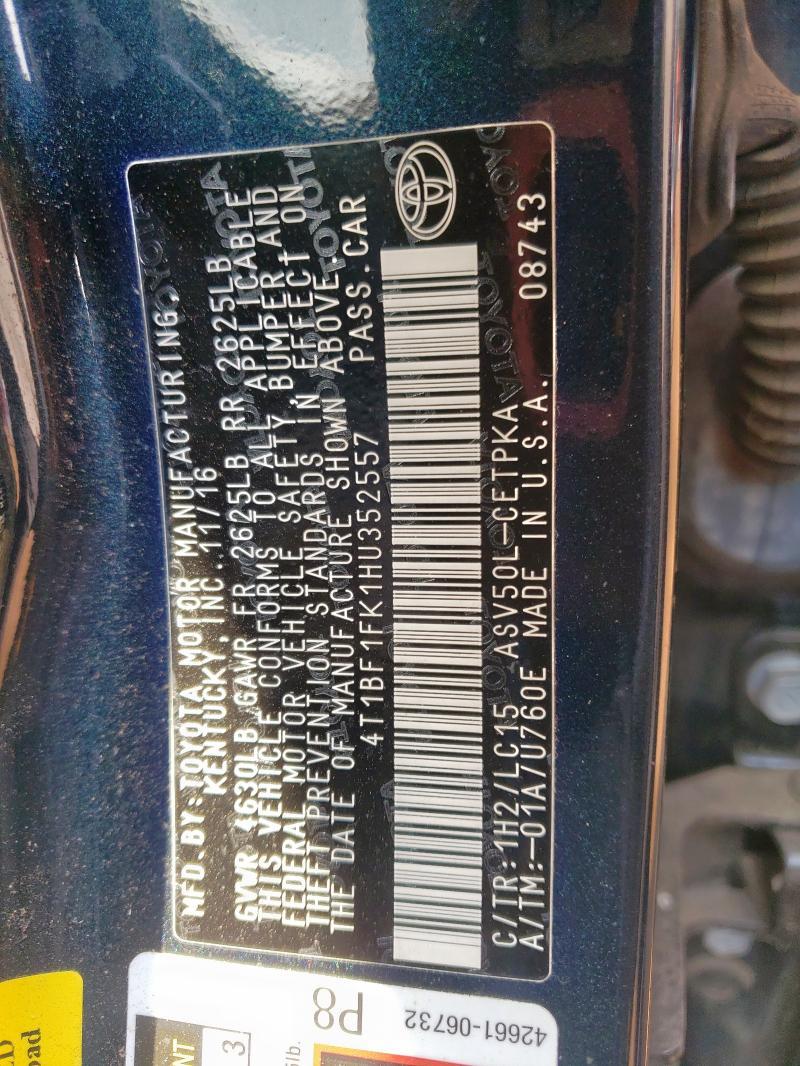 MFD.BY:TOYOTA MOTOR MANUFACTURING,
KENTUCKY, INC. 11/16
GVWR 4630LB GAWR FR 2625LB RR 2625LB
THIS VEHICLE CONFORMS TO ALL APPLICABLE
FEDERAL MOTOR VEHICLE SAFETY, BUMPER AND
THEFT PREVENTION STANDARDS IN EFFECT ON
THE DATE OF MANUFACTURE SHOWN ABOVE.
4T1BF1FK1HU352557 PASS.CAR
C/TR:1H2/LC15 ASV50L-CETPKA
A/TM:-01A/U760E MADE IN U.S.A. 08743
P8
42661-06732
3